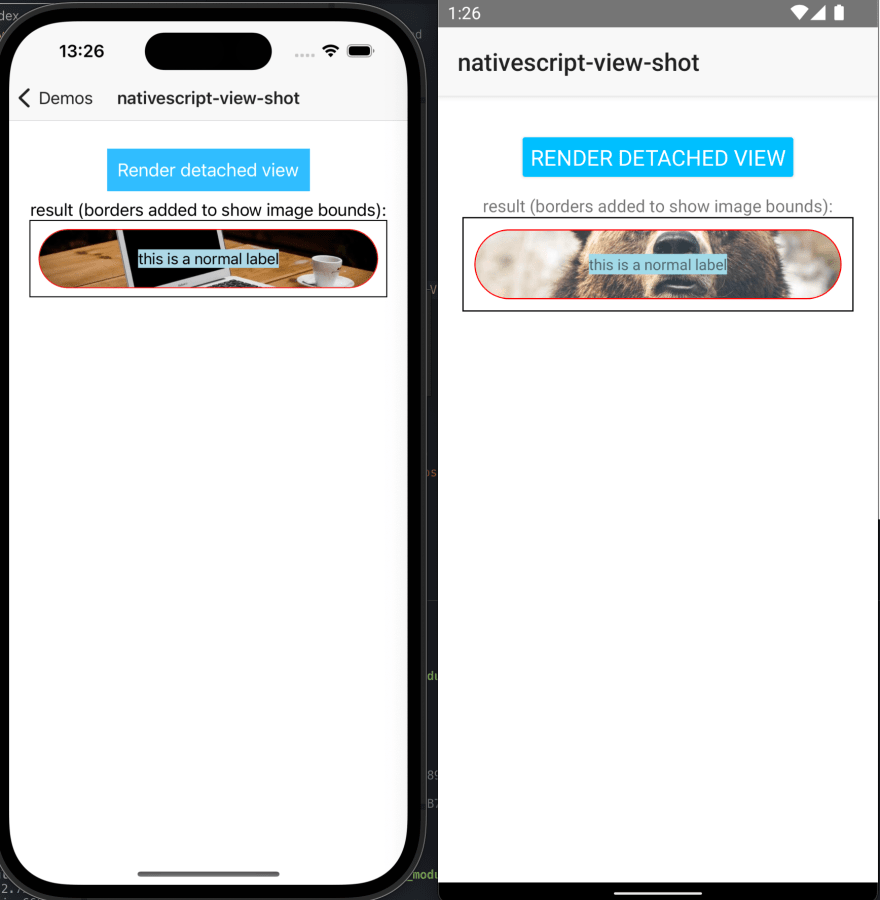 13:26
Demos
nativescript-view-shot
Render detached view
result (borders added to show image bounds):
this is a normal label
1:26
nativescript-view-shot
RENDER DETACHED VIEW
result (borders added to show image bounds):
this is a normal label